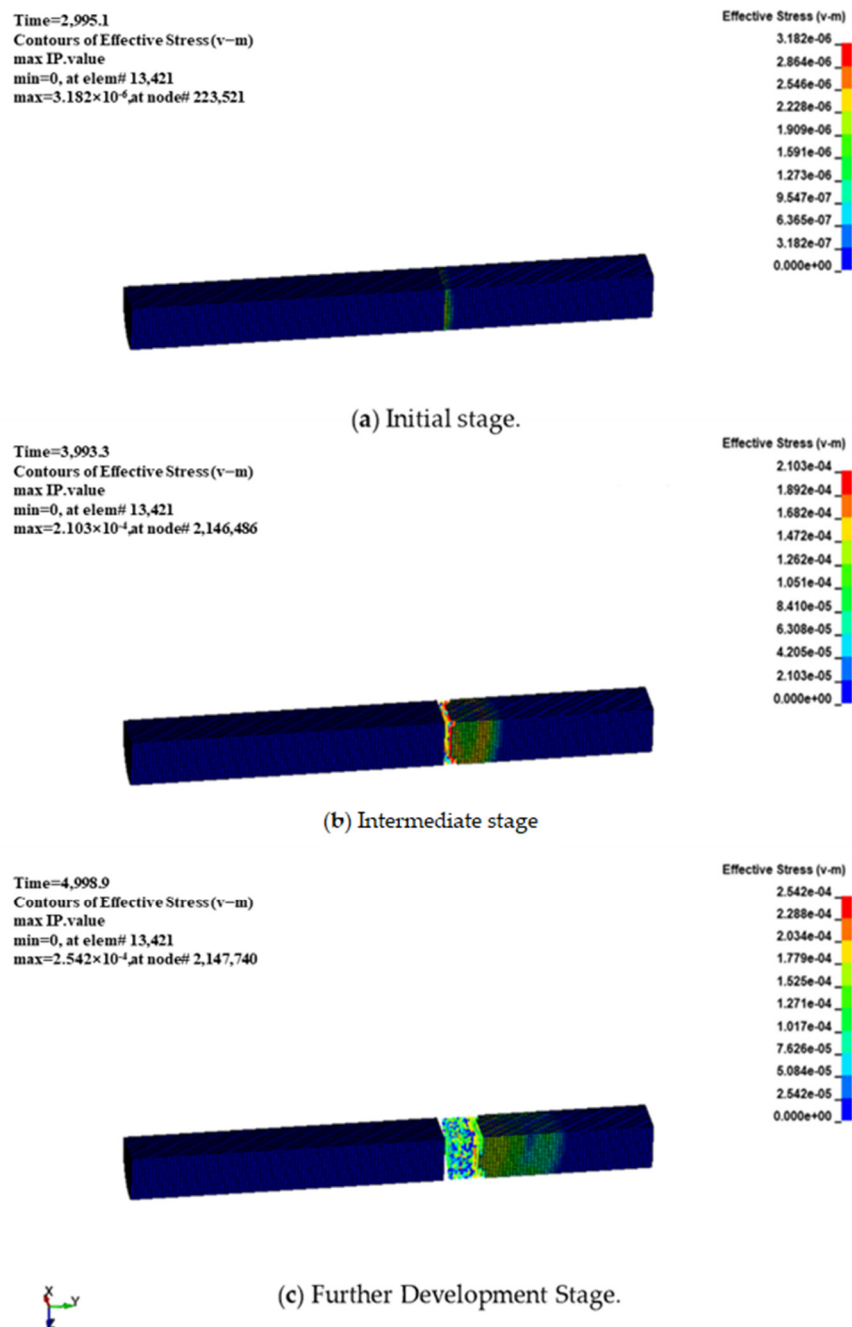 Time=2,995.1
Contours of Effective Stress(v−m)
max IP.value
min=0, at elem# 13,421
max=3.182×10⁻⁶,at node# 223,521
Effective Stress (v-m)
3.182e-06
2.864e-06
2.546e-06
2.228e-06
1.909e-06
1.591e-06
1.273e-06
9.547e-07
6.365e-07
3.182e-07
0.000e+00
(a) Initial stage.
Time=3,993.3
Contours of Effective Stress(v−m)
max IP.value
min=0, at elem# 13,421
max=2.103×10⁻⁴,at node# 2,146,486
Effective Stress (v-m)
2.103e-04
1.892e-04
1.682e-04
1.472e-04
1.262e-04
1.051e-04
8.410e-05
6.308e-05
4.205e-05
2.103e-05
0.000e+00
(b) Intermediate stage
Time=4,998.9
Contours of Effective Stress(v−m)
max IP.value
min=0, at elem# 13,421
max=2.542×10⁻⁴,at node# 2,147,740
Effective Stress (v-m)
2.542e-04
2.288e-04
2.034e-04
1.779e-04
1.525e-04
1.271e-04
1.017e-04
7.626e-05
5.084e-05
2.542e-05
0.000e+00
X
Y
Z
(c) Further Development Stage.